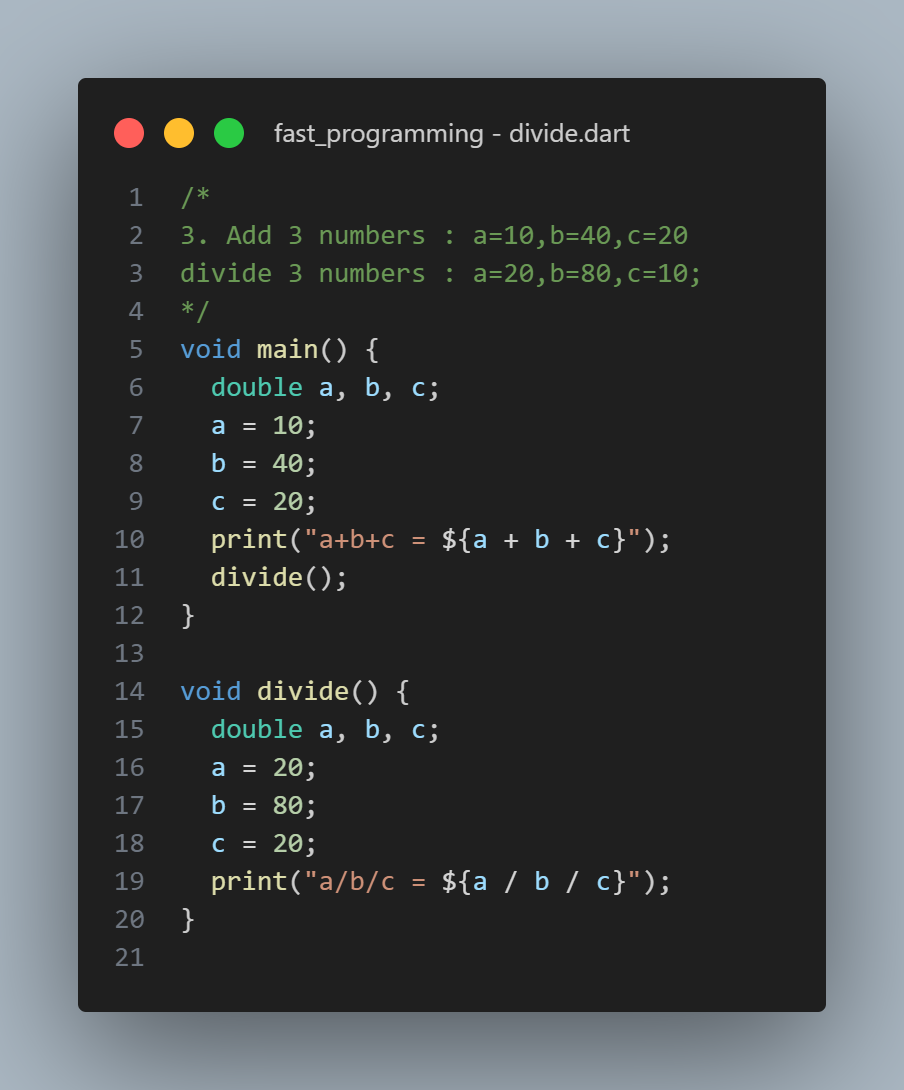 fast_programming - divide.dart
1 /*
2 3. Add 3 numbers : a=10,b=40,c=20
3 divide 3 numbers : a=20,b=80,c=10;
4 */
5 void main() {
6   double a, b, c;
7   a = 10;
8   b = 40;
9   c = 20;
10   print("a+b+c = ${a + b + c}");
11   divide();
12 }
13
14 void divide() {
15   double a, b, c;
16   a = 20;
17   b = 80;
18   c = 20;
19   print("a/b/c = ${a / b / c}");
20 }
21